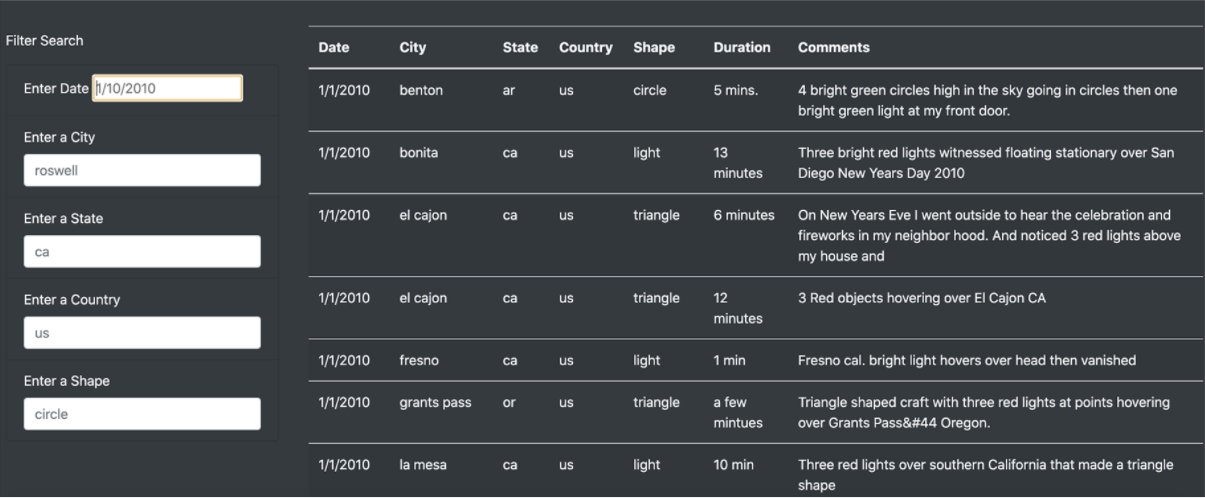 Filter Search
Enter Date 1/10/2010
Enter a City
roswell
Enter a State
ca
Enter a Country
us
Enter a Shape
circle
Date City State Country Shape Duration Comments
1/1/2010 benton ar us circle 5 mins. 4 bright green circles high in the sky going in circles then one
bright green light at my front door.
1/1/2010 bonita ca us light 13 Three bright red lights witnessed floating stationary over San
minutes Diego New Years Day 2010
1/1/2010 el cajon ca us triangle 6 minutes On New Years Eve I went outside to hear the celebration and
fireworks in my neighbor hood. And noticed 3 red lights above
my house and
1/1/2010 el cajon ca us triangle 12 3 Red objects hovering over El Cajon CA
minutes
1/1/2010 fresno ca us light 1 min Fresno cal. bright light hovers over head then vanished
1/1/2010 grants pass or us triangle a few Triangle shaped craft with three red lights at points hovering
mintues over Grants Pass&#44 Oregon.
1/1/2010 la mesa ca us light 10 min Three red lights over southern California that made a triangle
shape